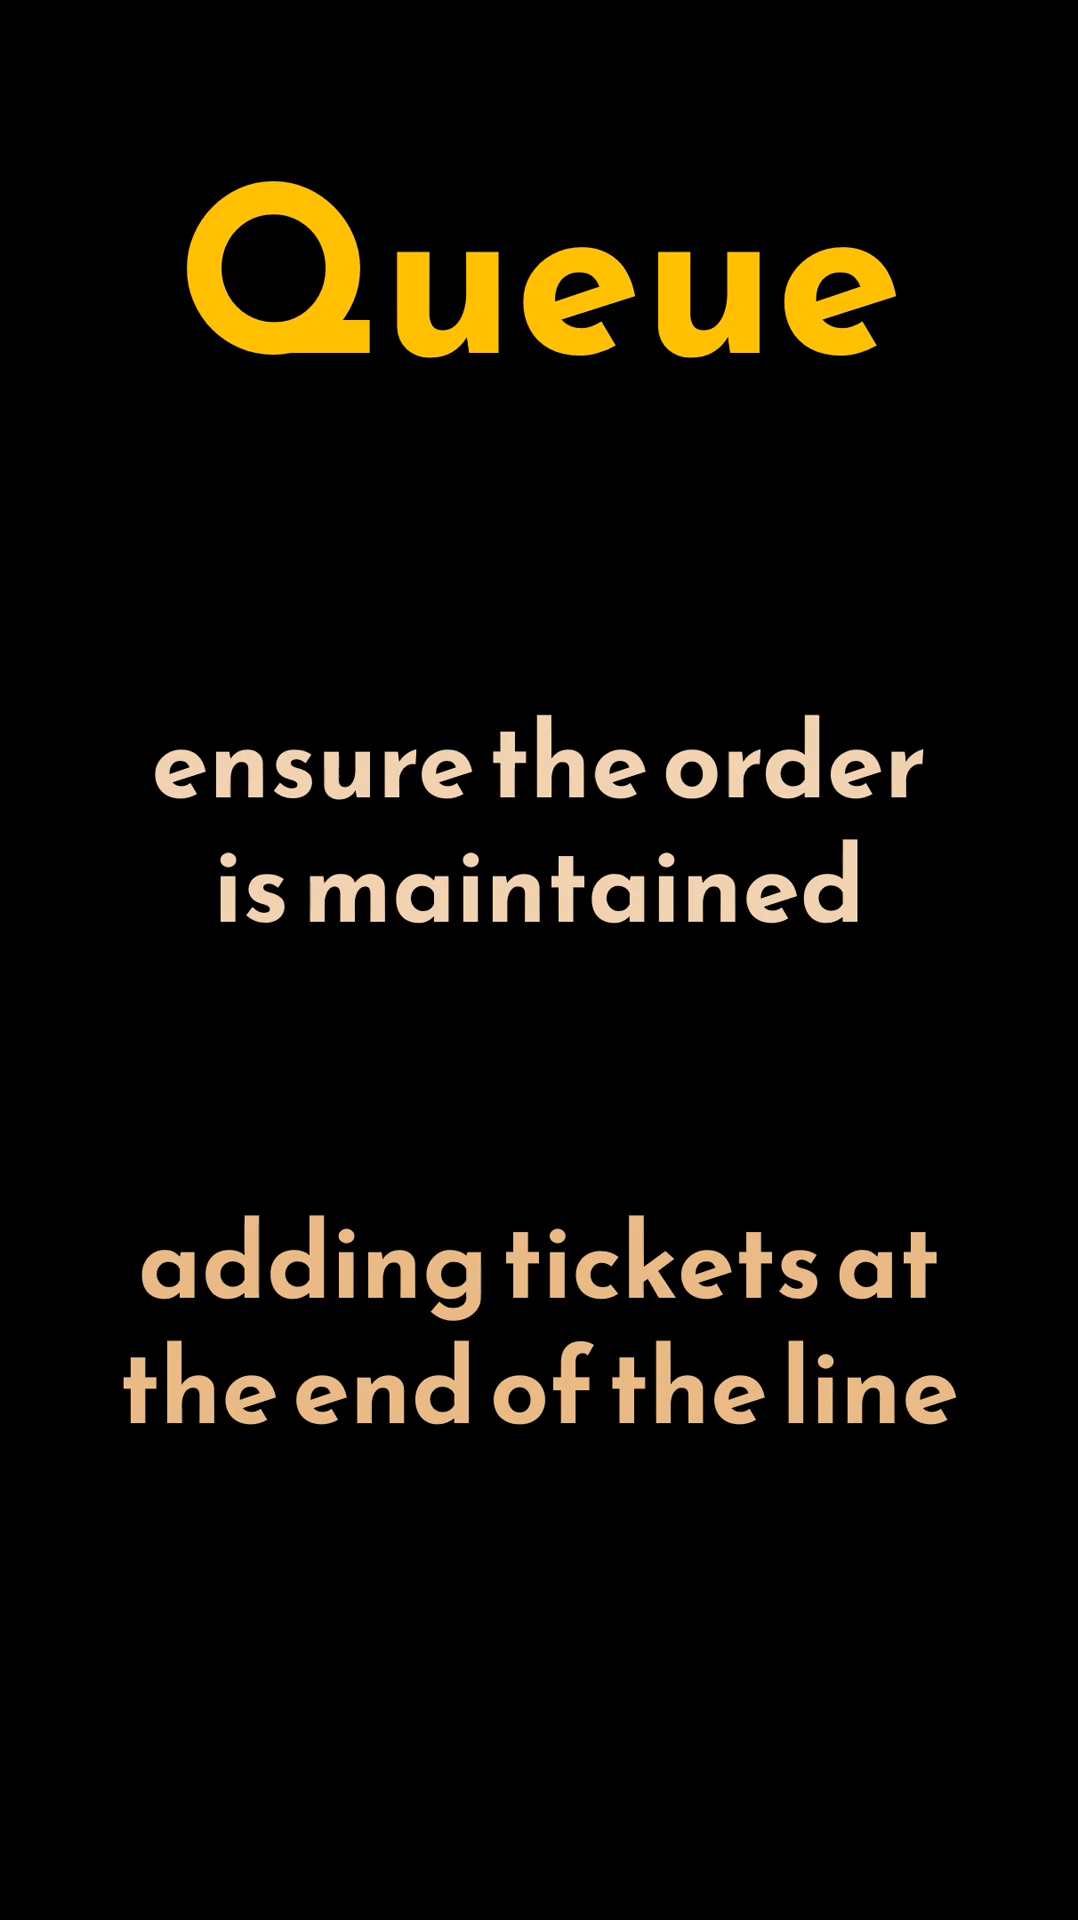 Queue
ensure the order
is maintained
adding tickets at
the end of the line